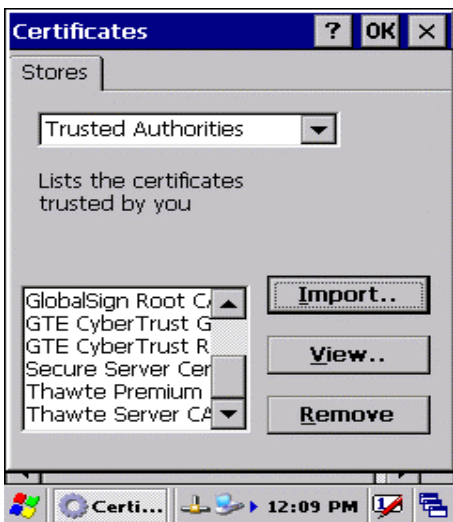 Certificates ? OK ×
Stores
Trusted Authorities
Lists the certificates
trusted by you
GlobalSign Root CA
GTE CyberTrust G
GTE CyberTrust R
Secure Server Cer
Thawte Premium
Thawte Server CA
Import..
View..
Remove
Certi... 12:09 PM